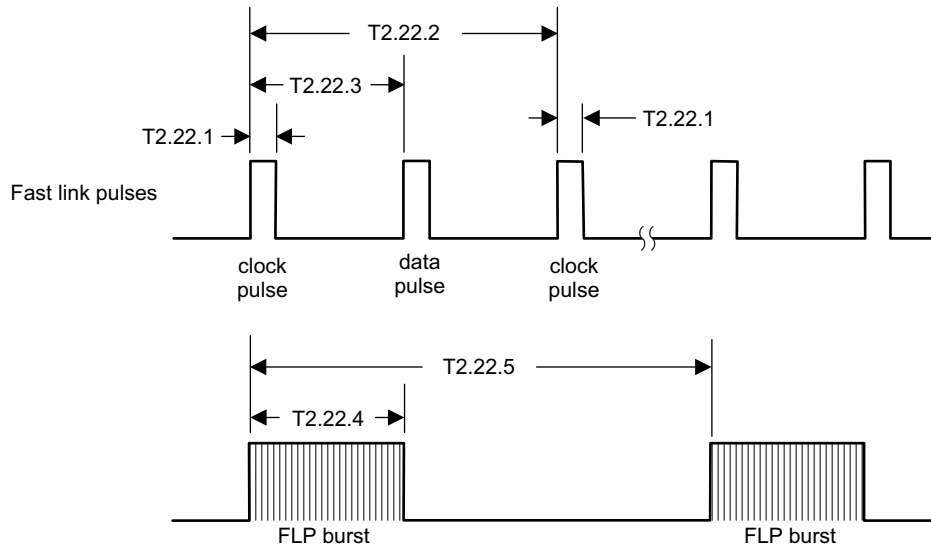 T2.22.2
T2.22.3
T2.22.1
T2.22.1
Fast link pulses
clock
pulse
data
pulse
clock
pulse
T2.22.5
T2.22.4
FLP burst
FLP burst